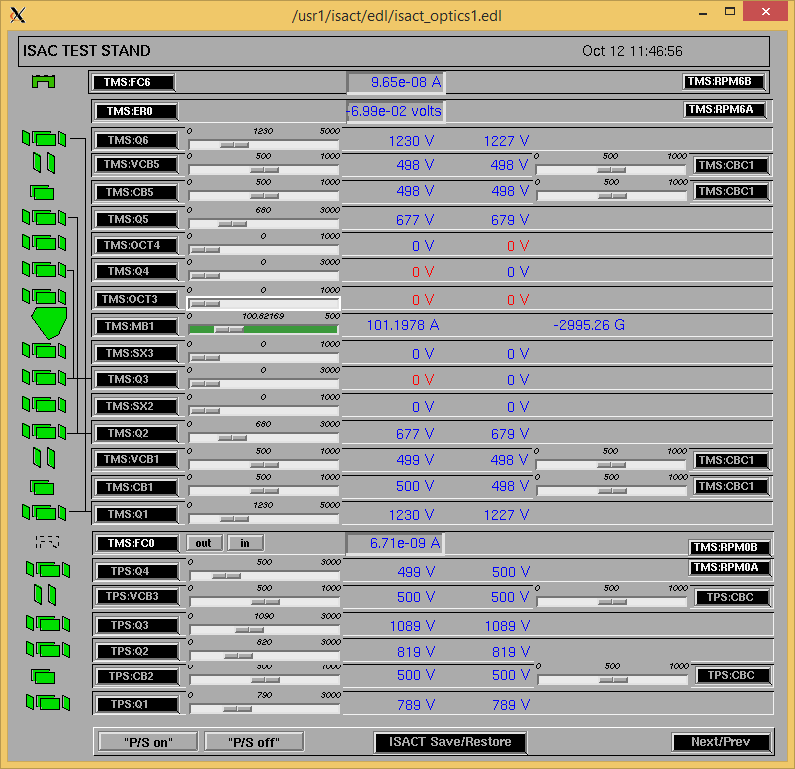 /usr1/isact/edl/isact_optics1.edl
ISAC TEST STAND Oct 12 11:46:56
TMS:FC6 9.65e-08 A TMS:RPM6B
TMS:ER0 -6.99e-02 volts TMS:RPM6A
TMS:Q6 0 1230 5000 1230 V 1227 V
TMS:VCB5 0 500 1000 498 V 498 V 0 500 1000 TMS:CBC1
TMS:CB5 0 500 1000 498 V 498 V 0 500 1000 TMS:CBC1
TMS:Q5 0 680 3000 677 V 679 V
TMS:OCT4 0 0 1000 0 V 0 V
TMS:Q4 0 0 3000 0 V 0 V
TMS:OCT3 0 0 1000 0 V 0 V
TMS:MB1 0 100.82169 500 101.1978 A -2995.26 G
TMS:SX3 0 0 1000 0 V 0 V
TMS:Q3 0 0 3000 0 V 0 V
TMS:SX2 0 0 1000 0 V 0 V
TMS:Q2 0 680 3000 677 V 679 V
TMS:VCB1 0 500 1000 499 V 498 V 0 500 1000 TMS:CBC1
TMS:CB1 0 500 1000 500 V 498 V 0 500 1000 TMS:CBC1
TMS:Q1 0 1230 5000 1230 V 1227 V
TMS:FC0 out in 6.71e-09 A TMS:RPM0B
TPS:Q4 0 500 3000 499 V 500 V TMS:RPM0A
TPS:VCB3 0 500 1000 500 V 500 V 0 500 1000 TPS:CBC
TPS:Q3 0 1090 3000 1089 V 1089 V
TPS:Q2 0 820 3000 819 V 819 V
TPS:CB2 0 500 1000 500 V 500 V 0 500 1000 TPS:CBC
TPS:Q1 0 790 3000 789 V 789 V
"P/S on" "P/S off" ISACT Save/Restore Next/Prev